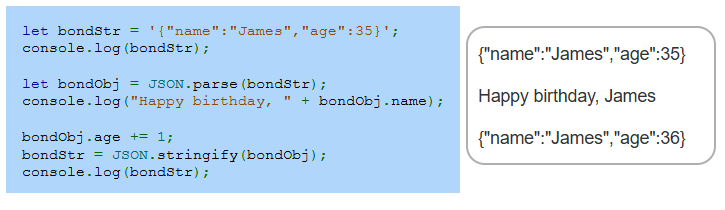 let bondStr = '{"name":"James","age":35}';
console.log(bondStr);
let bondObj = JSON.parse(bondStr);
console.log("Happy birthday, " + bondObj.name);
bondObj.age += 1;
bondStr = JSON.stringify(bondObj);
console.log(bondStr);
{"name":"James","age":35}
Happy birthday, James
{"name":"James","age":36}